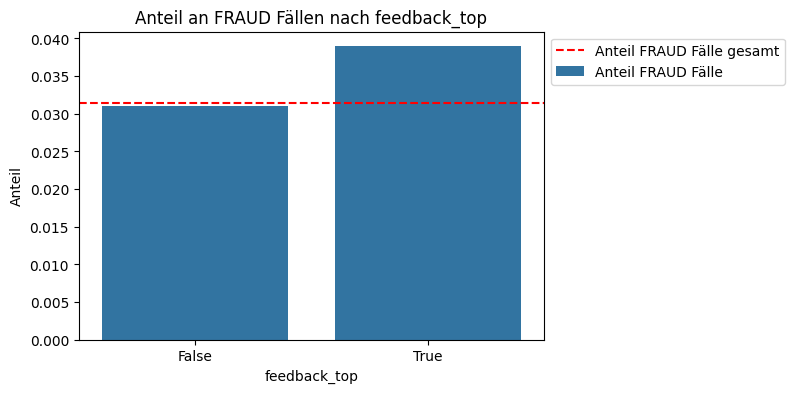 Anteil an FRAUD Fällen nach feedback_top
Anteil FRAUD Fälle gesamt
Anteil FRAUD Fälle
0.040
0.035
0.030
0.025
0.020
0.015
0.010
0.005
0.000
Anteil
False
True
feedback_top